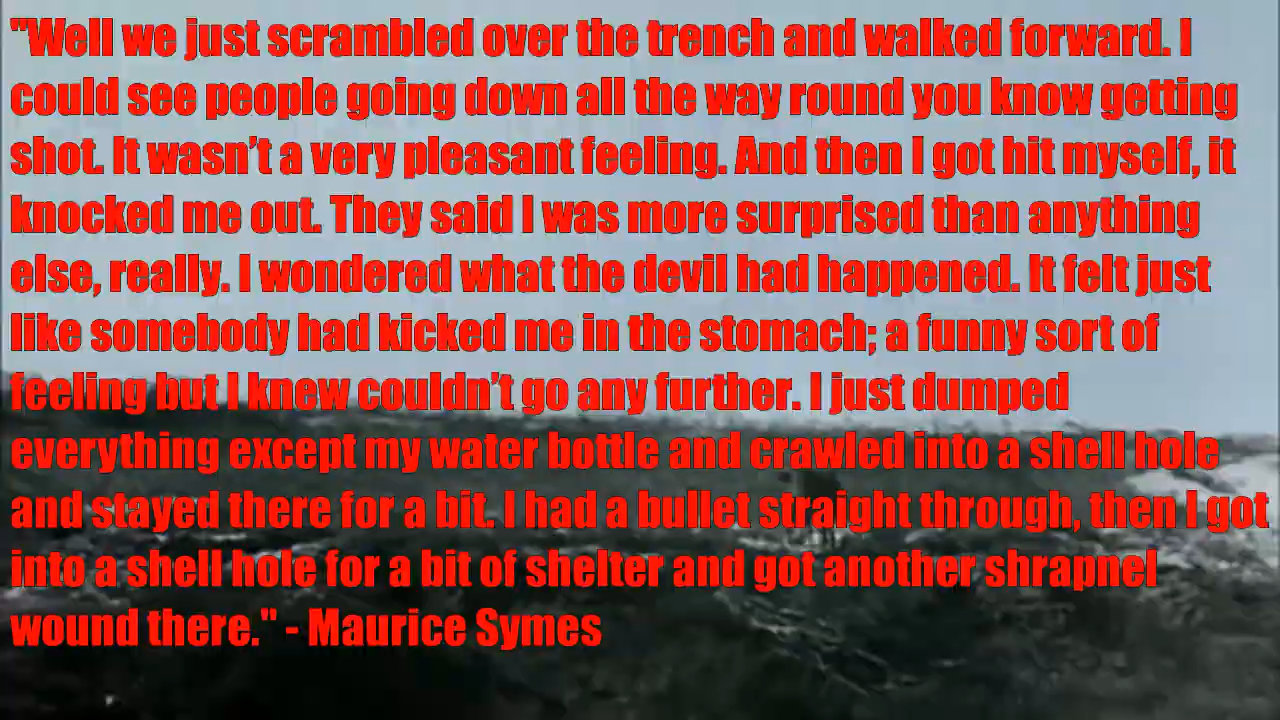 "Well we just scrambled over the trench and walked forward. I
could see people going down all the way round you know getting
shot. It wasn’t a very pleasant feeling. And then I got hit myself, it
knocked me out. They said I was more surprised than anything
else, really. I wondered what the devil had happened. It felt just
like somebody had kicked me in the stomach; a funny sort of
feeling but I knew couldn’t go any further. I just dumped
everything except my water bottle and crawled into a shell hole
and stayed there for a bit. I had a bullet straight through, then I got
into a shell hole for a bit of shelter and got another shrapnel
wound there." - Maurice Symes